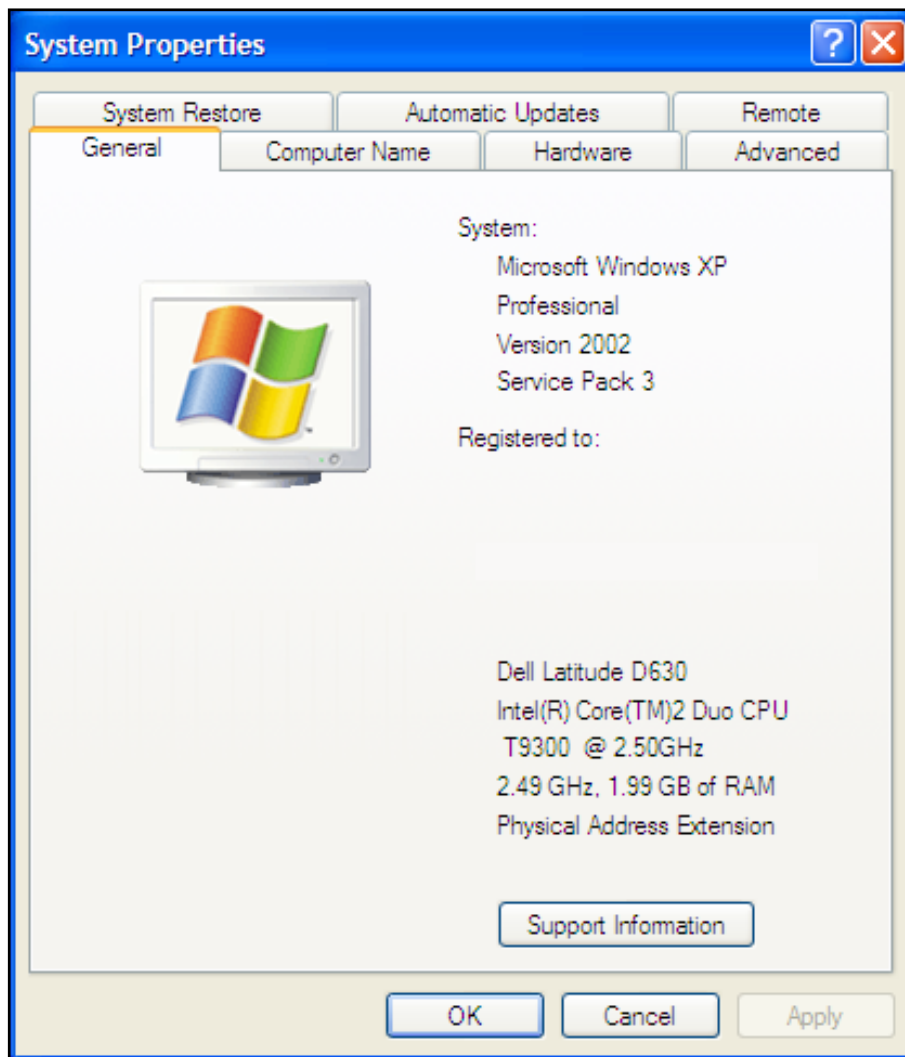 System Properties
?
System Restore
Automatic Updates
Remote
General
Computer Name
Hardware
Advanced
System:
Microsoft Windows XP
Professional
Version 2002
Service Pack 3
Registered to:
Dell Latitude D630
Intel(R) Core(TM)2 Duo CPU
T9300 @ 2.50GHz
2.49 GHz, 1.99 GB of RAM
Physical Address Extension
Support Information
OK
Cancel
Apply